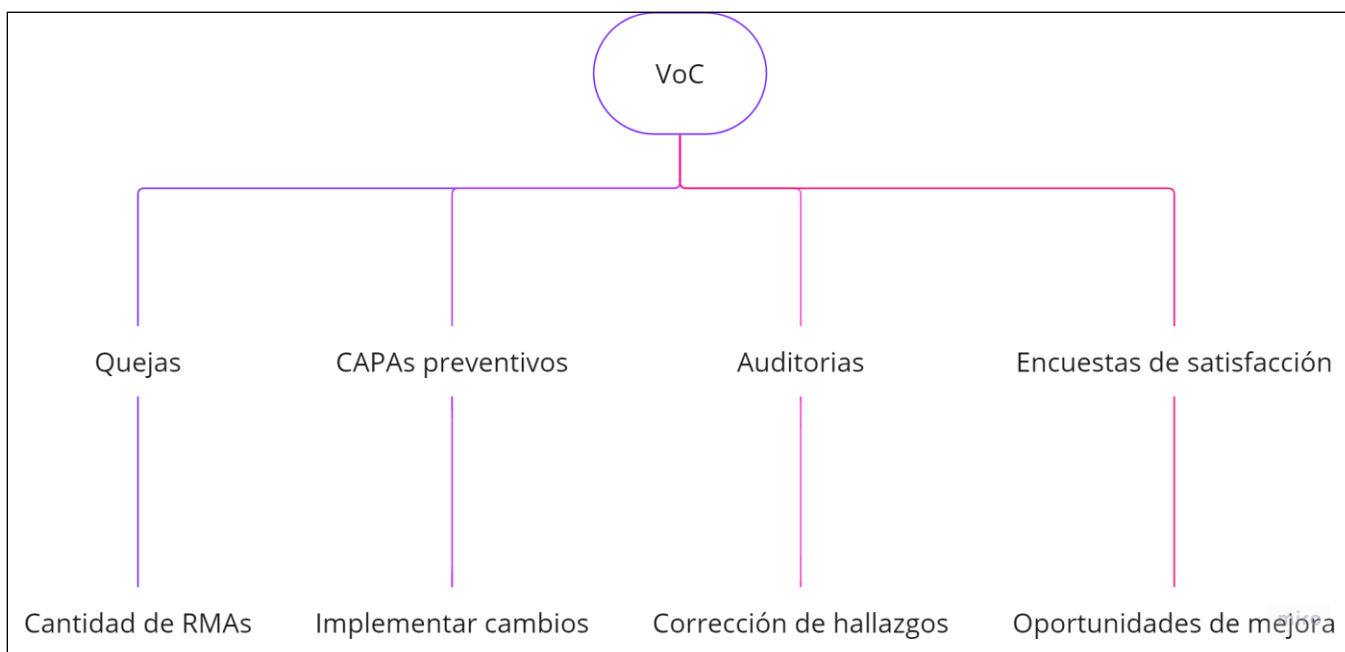 VoC
Quejas
CAPAs preventivos
Auditorias
Encuestas de satisfacción
Cantidad de RMAs
Implementar cambios
Corrección de hallazgos
Oportunidades de mejora
miro